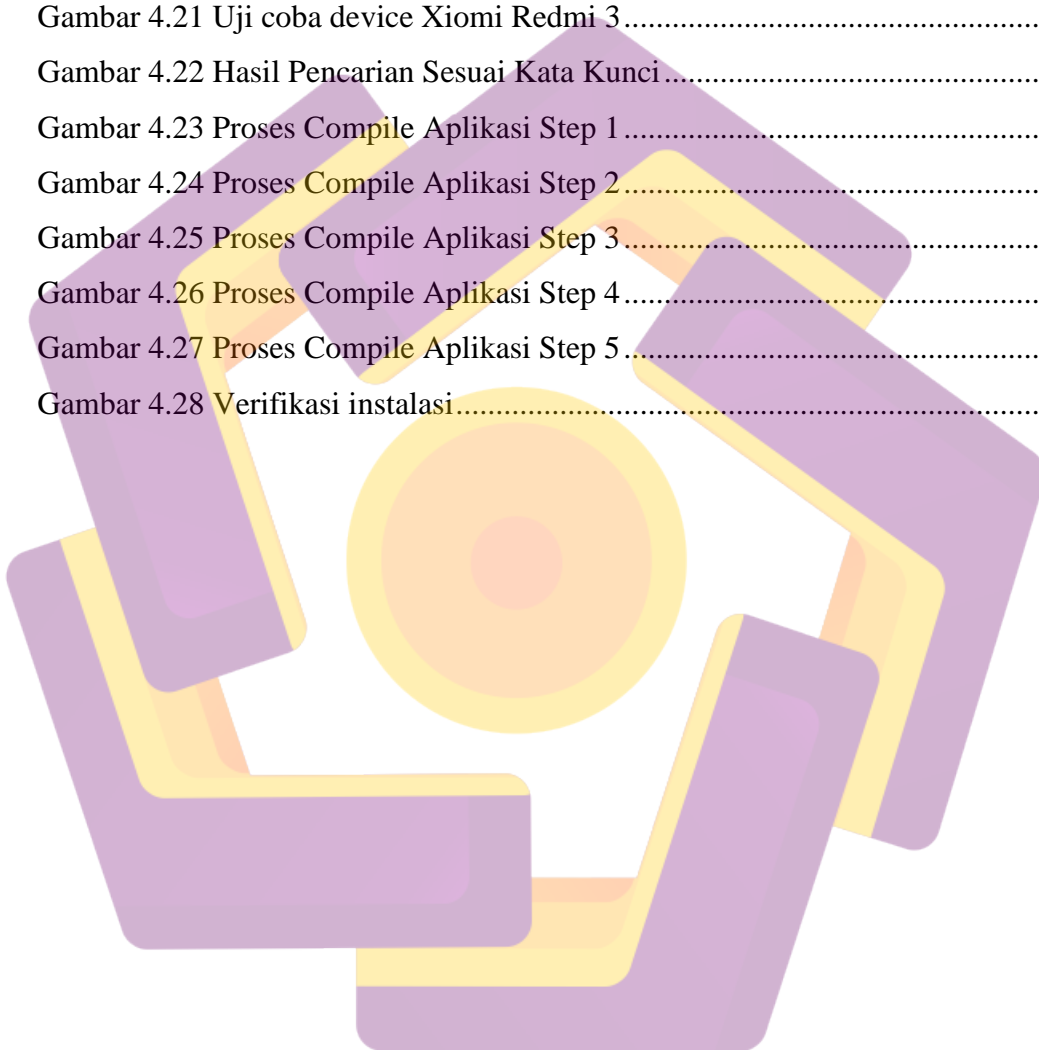 Gambar 4.21 Uji coba device Xiomi Redmi 3...............................................................
Gambar 4.22 Hasil Pencarian Sesuai Kata Kunci.........................................................
Gambar 4.23 Proses Compile Aplikasi Step 1...............................................................
Gambar 4.24 Proses Compile Aplikasi Step 2...............................................................
Gambar 4.25 Proses Compile Aplikasi Step 3...............................................................
Gambar 4.26 Proses Compile Aplikasi Step 4...............................................................
Gambar 4.27 Proses Compile Aplikasi Step 5...............................................................
Gambar 4.28 Verifikasi instalasi....................................................................................